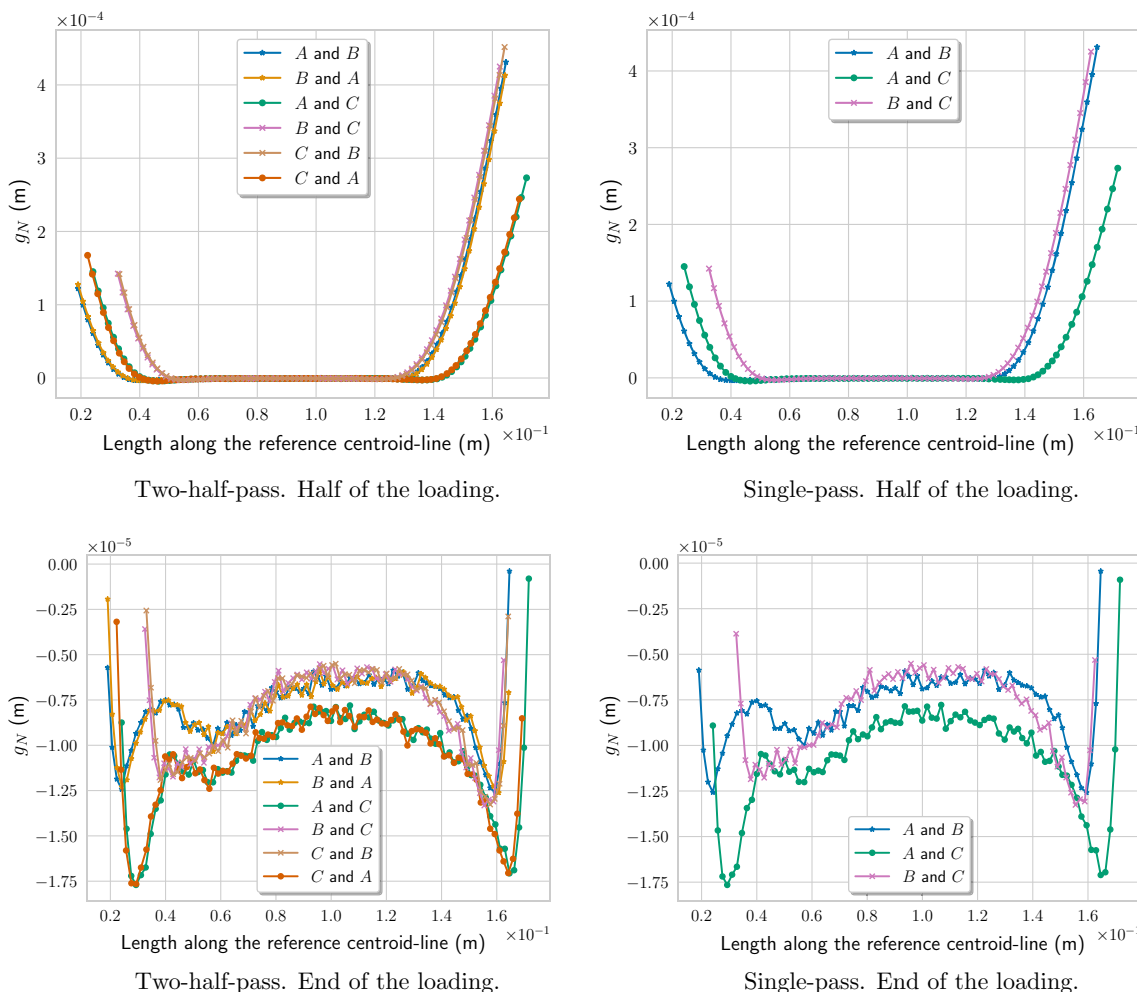 ×10−4
4
3
2
1
0
g_N (m)
A and B
B and A
A and C
B and C
C and B
C and A
0.2 0.4 0.6 0.8 1.0 1.2 1.4 1.6
×10−1
Length along the reference centroid-line (m)
Two-half-pass. Half of the loading.
×10−4
4
3
2
1
0
g_N (m)
A and B
A and C
B and C
0.2 0.4 0.6 0.8 1.0 1.2 1.4 1.6
×10−1
Length along the reference centroid-line (m)
Single-pass. Half of the loading.
×10−5
0.00
−0.25
−0.50
−0.75
−1.00
−1.25
−1.50
−1.75
g_N (m)
A and B
B and A
A and C
B and C
C and B
C and A
0.2 0.4 0.6 0.8 1.0 1.2 1.4 1.6
×10−1
Length along the reference centroid-line (m)
Two-half-pass. End of the loading.
×10−5
0.00
−0.25
−0.50
−0.75
−1.00
−1.25
−1.50
−1.75
g_N (m)
A and B
A and C
B and C
0.2 0.4 0.6 0.8 1.0 1.2 1.4 1.6
×10−1
Length along the reference centroid-line (m)
Single-pass. End of the loading.